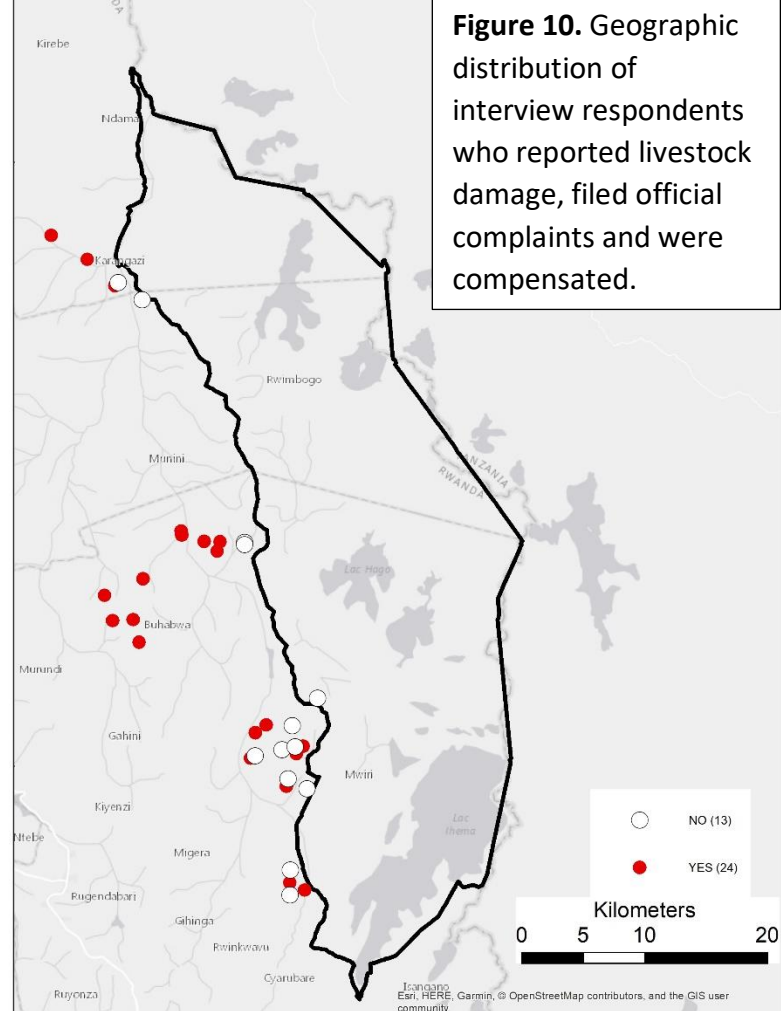 Figure 10. Geographic
distribution of
interview respondents
who reported livestock
damage, filed official
complaints and were
compensated.
DA
Kirebe
Ndama
Karangazi
Rwimbogo
Munini
TANZANIA
RWANDA
Lac Hago
Buhabwa
Murundi
Gahini
Mwiri
Kiyenzi
Lac
Ihema
NO (13)
Ntebe
Migera
YES (24)
Rugendabari
Kilometers
Gihinga
0 5 10 20
Rwinkwavu
Cyarubare
Isangano
Ruyonza
Esri, HERE, Garmin, © OpenStreetMap contributors, and the GIS user
community